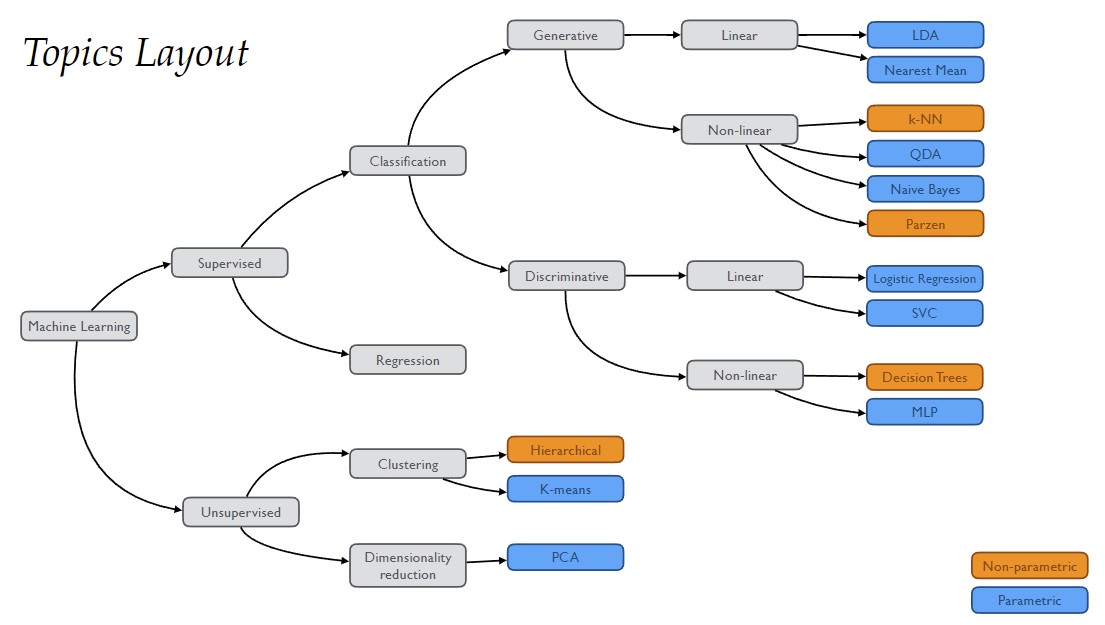 Topics Layout
Machine Learning
Supervised
Unsupervised
Classification
Regression
Clustering
Dimensionality
reduction
Generative
Discriminative
Hierarchical
K-means
PCA
Linear
Non-linear
Linear
Non-linear
LDA
Nearest Mean
k-NN
QDA
Naive Bayes
Parzen
Logistic Regression
SVC
Decision Trees
MLP
Non-parametric
Parametric